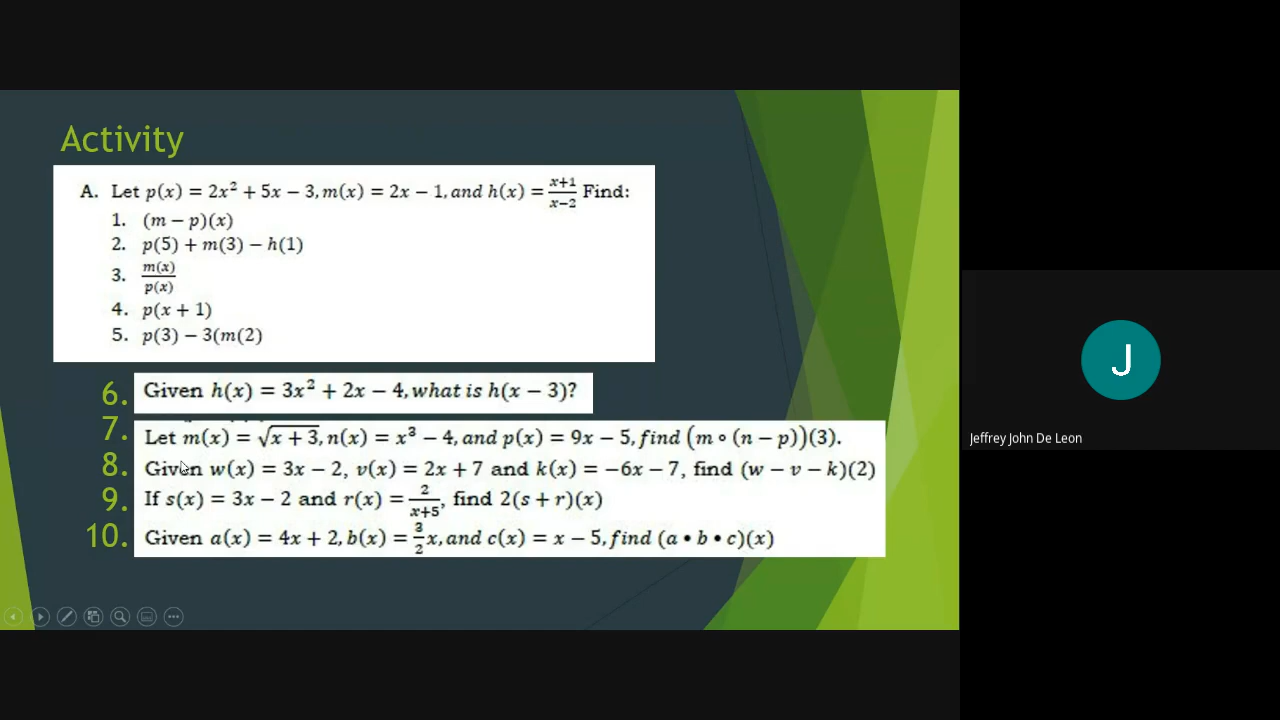 Activity
A. Let p(x) = 2x² + 5x − 3, m(x) = 2x − 1, and h(x) = x+1/x−2 Find:
1. (m − p)(x)
2. p(5) + m(3) − h(1)
3. m(x)/p(x)
4. p(x + 1)
5. p(3) − 3(m(2)
6. Given h(x) = 3x² + 2x − 4, what is h(x − 3)?
7. Let m(x) = √x + 3, n(x) = x³ − 4, and p(x) = 9x − 5, find (m ∘ (n − p))(3).
8. Given w(x) = 3x − 2, v(x) = 2x + 7 and k(x) = −6x − 7, find (w − v − k)(2)
9. If s(x) = 3x − 2 and r(x) = 2/x+5, find 2(s + r)(x)
10. Given a(x) = 4x + 2, b(x) = 3/2x, and c(x) = x − 5, find (a • b • c)(x)
J
Jeffrey John De Leon